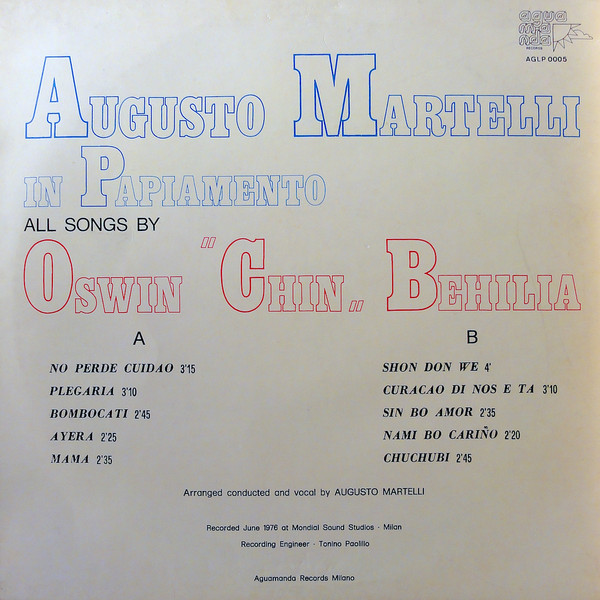 agua
man
da
RECORDS
AGLP 0005
AUGUSTO MARTELLI
IN PAPIAMENTO
ALL SONGS BY
OSWIN "CHIN„ BEHILIA
A
NO PERDE CUIDAO 3'15
PLEGARIA 3'10
BOMBOCATI 2'45
AYERA 2'25
MAMA 2'35
B
SHON DON WE 4'
CURACAO DI NOS E TA 3'10
SIN BO AMOR 2'35
NAMI BO CARIÑO 2'20
CHUCHUBI 2'45
Arranged conducted and vocal by AUGUSTO MARTELLI
Recorded June 1976 at Mondial Sound Studios - Milan
Recording Engineer - Tonino Paolillo
Aguamanda Records Milano